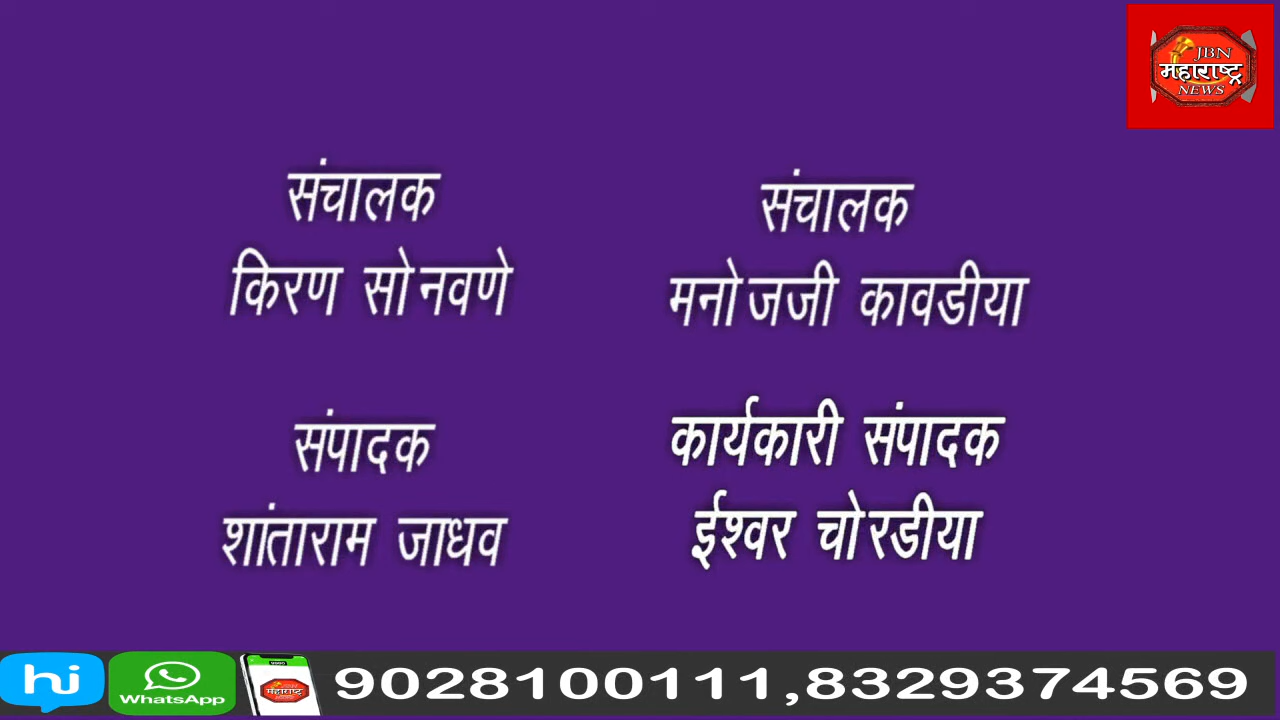 JBN
महाराष्ट्र
NEWS
संचालक
किरण सोनवणे
संचालक
मनोजजी कावडीया
संपादक
शांताराम जाधव
कार्यकारी संपादक
ईश्वर चोरडीया
hi
WhatsApp
महाराष्ट्र
9028100111,8329374569